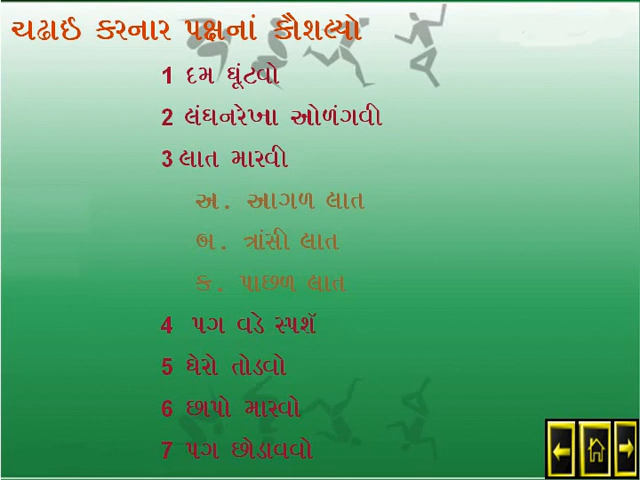 ચઢાઈ કરનાર પક્ષનાં કૌશલ્યો
1 દમ ઘૂંટવો
2 લંઘનરેખા ઓળંગવી
3 લાત મારવી
અ. આગળ લાત
બ. ત્રાંસી લાત
ક. પાછળ લાત
4 પગ વડે સ્પર્શ
5 ઘેરો તોડવો
6 છાપો મારવો
7 પગ છોડાવવો